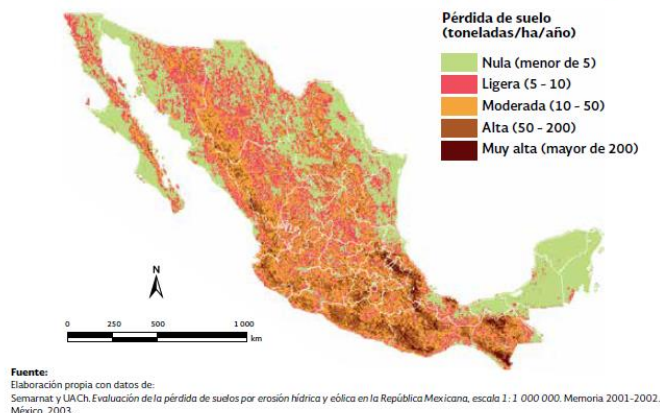 Pérdida de suelo
(toneladas/ha/año)
Nula (menor de 5)
Ligera (5 - 10)
Moderada (10 - 50)
Alta (50 - 200)
Muy alta (mayor de 200)
N
0 250 500 1 000
km
Fuente:
Elaboración propia con datos de:
Semarnat y UACh. Evaluación de la pérdida de suelos por erosión hídrica y eólica en la República Mexicana, escala 1: 1 000 000. Memoria 2001-2002.
México. 2003.